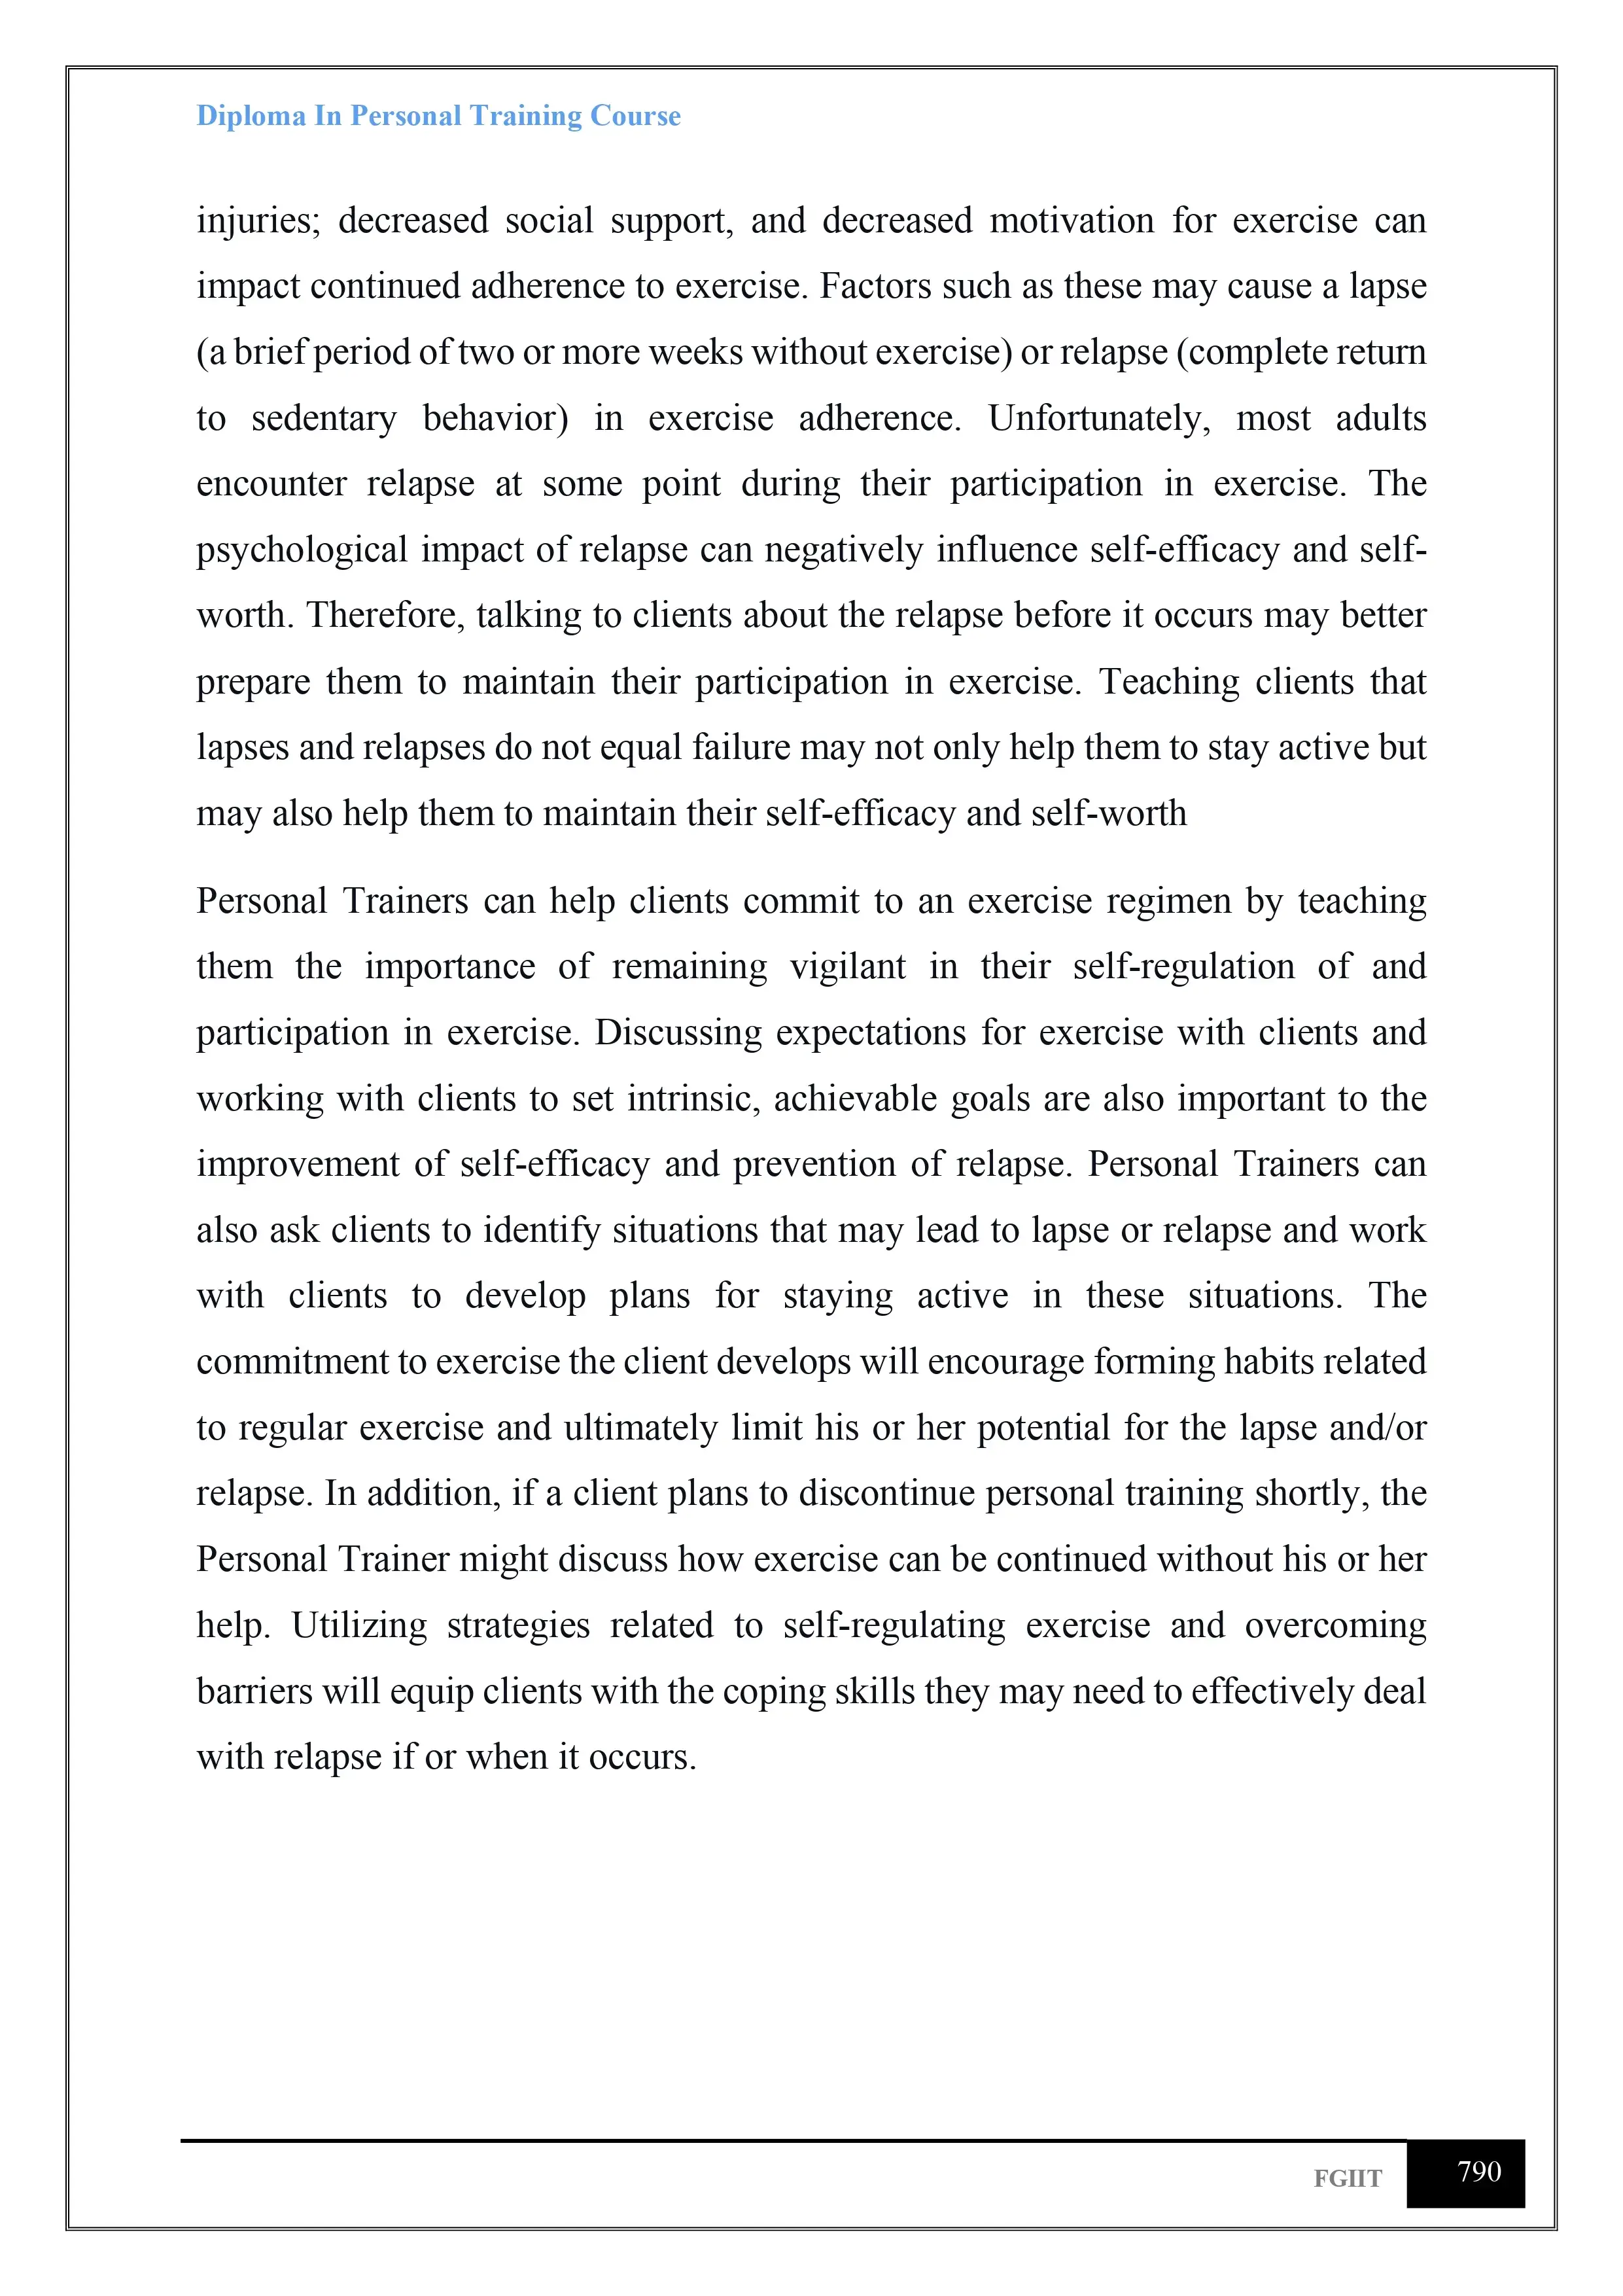 Diploma In Personal Training Course
injuries; decreased social support, and decreased motivation for exercise can
impact continued adherence to exercise. Factors such as these may cause a lapse
(a brief period of two or more weeks without exercise) or relapse (complete return
to sedentary behavior) in exercise adherence. Unfortunately, most adults
encounter relapse at some point during their participation in exercise. The
psychological impact of relapse can negatively influence self-efficacy and self-
worth. Therefore, talking to clients about the relapse before it occurs may better
prepare them to maintain their participation in exercise. Teaching clients that
lapses and relapses do not equal failure may not only help them to stay active but
may also help them to maintain their self-efficacy and self-worth
Personal Trainers can help clients commit to an exercise regimen by teaching
them the importance of remaining vigilant in their self-regulation of and
participation in exercise. Discussing expectations for exercise with clients and
working with clients to set intrinsic, achievable goals are also important to the
improvement of self-efficacy and prevention of relapse. Personal Trainers can
also ask clients to identify situations that may lead to lapse or relapse and work
with clients to develop plans for staying active in these situations. The
commitment to exercise the client develops will encourage forming habits related
to regular exercise and ultimately limit his or her potential for the lapse and/or
relapse. In addition, if a client plans to discontinue personal training shortly, the
Personal Trainer might discuss how exercise can be continued without his or her
help. Utilizing strategies related to self-regulating exercise and overcoming
barriers will equip clients with the coping skills they may need to effectively deal
with relapse if or when it occurs.
FGIIT 790